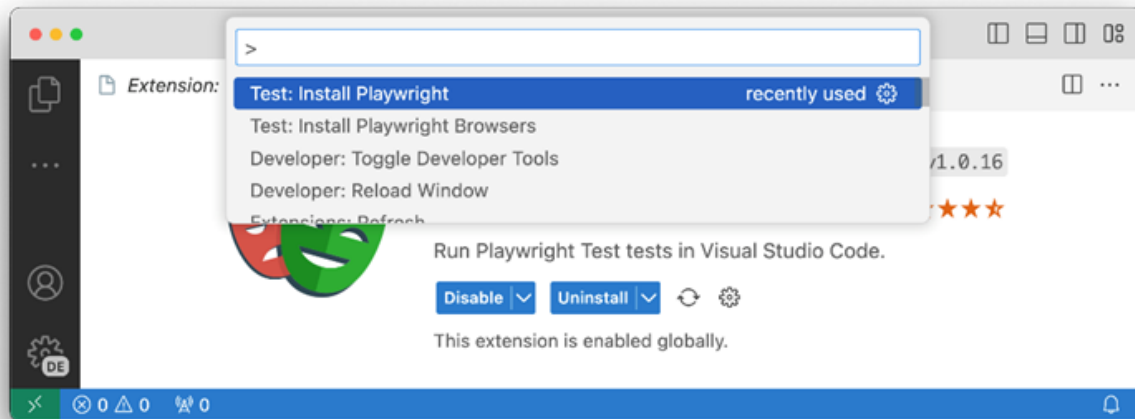 >
Extension:
Test: Install Playwright recently used
Test: Install Playwright Browsers
Developer: Toggle Developer Tools
Developer: Reload Window
Extensions: Refresh
v1.0.16
Run Playwright Test tests in Visual Studio Code.
Disable Uninstall
This extension is enabled globally.
DE
0 0 0